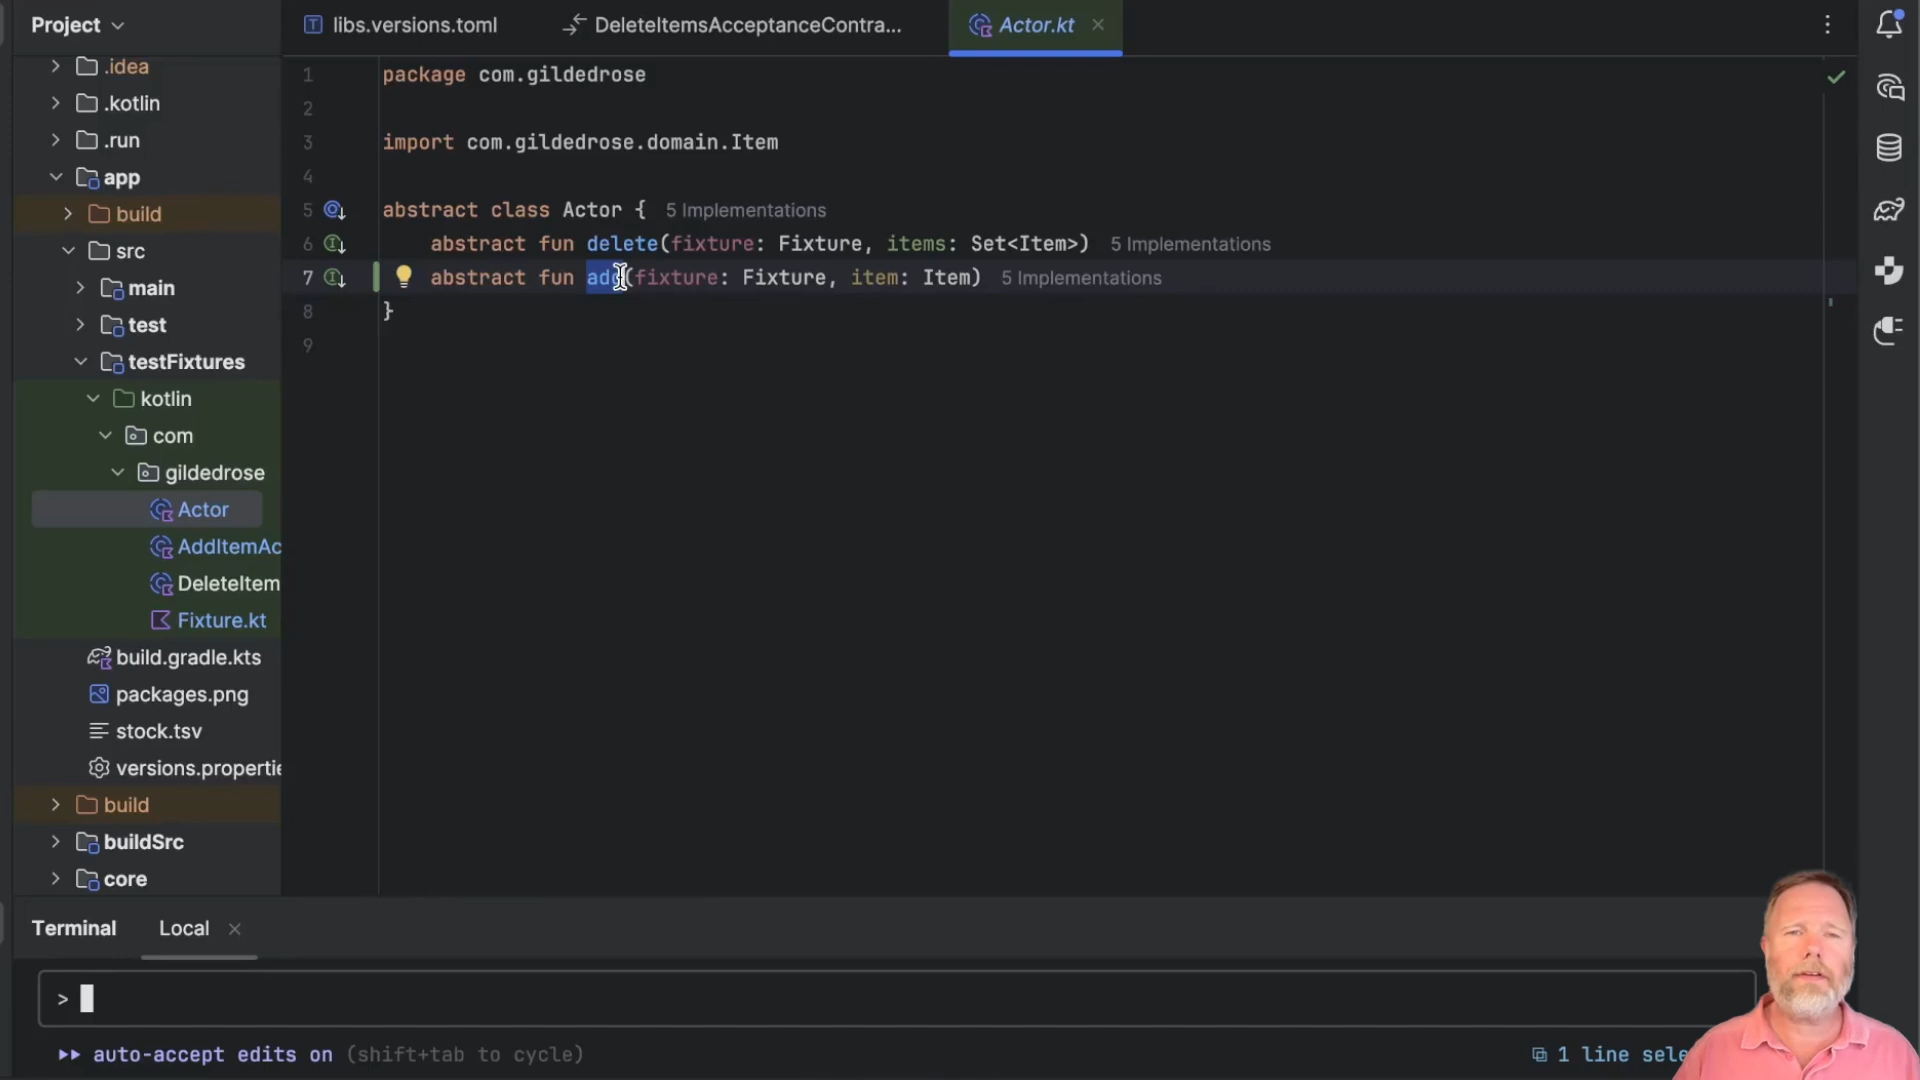 Project
libs.versions.toml
DeleteItemsAcceptanceContra...
Actor.kt
.idea
.kotlin
.run
app
build
src
main
test
testFixtures
kotlin
com
gildedrose
Actor
AddItemAc
DeleteItem
Fixture.kt
build.gradle.kts
packages.png
stock.tsv
versions.propertie
build
buildSrc
core
1 package com.gildedrose
2
3 import com.gildedrose.domain.Item
4
5 abstract class Actor { 5 Implementations
6 abstract fun delete(fixture: Fixture, items: Set<Item>) 5 Implementations
7 abstract fun add(fixture: Fixture, item: Item) 5 Implementations
8 }
9
Terminal Local
>
auto-accept edits on (shift+tab to cycle)
1 line sele